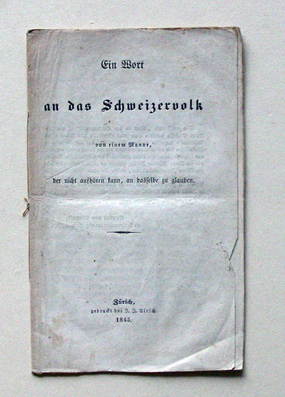 Ein Wort
an das Schweizervolk
von einem Manne,
der nicht aufhören kann, an dasselbe zu glauben.
Zürich,
gedruckt bei J. J. Ulrich.
1845.